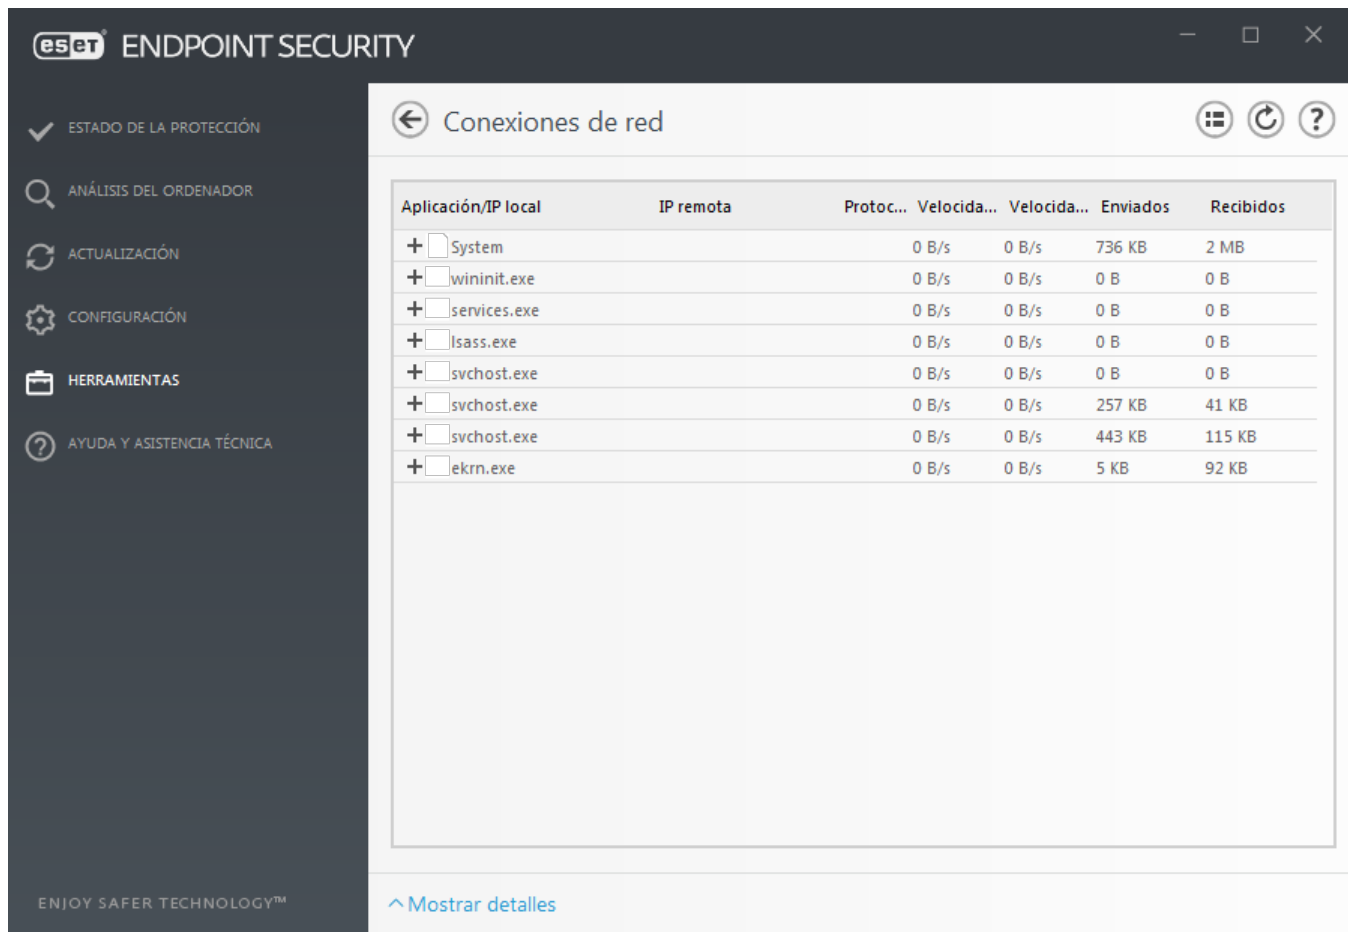 eset ENDPOINT SECURITY
ESTADO DE LA PROTECCIÓN
ANÁLISIS DEL ORDENADOR
ACTUALIZACIÓN
CONFIGURACIÓN
HERRAMIENTAS
AYUDA Y ASISTENCIA TÉCNICA
ENJOY SAFER TECHNOLOGY™
Conexiones de red
Aplicación/IP local IP remota Protoc... Velocida... Velocida... Enviados Recibidos
System 0 B/s 0 B/s 736 KB 2 MB
wininit.exe 0 B/s 0 B/s 0 B 0 B
services.exe 0 B/s 0 B/s 0 B 0 B
lsass.exe 0 B/s 0 B/s 0 B 0 B
svchost.exe 0 B/s 0 B/s 0 B 0 B
svchost.exe 0 B/s 0 B/s 257 KB 41 KB
svchost.exe 0 B/s 0 B/s 443 KB 115 KB
ekrn.exe 0 B/s 0 B/s 5 KB 92 KB
Mostrar detalles